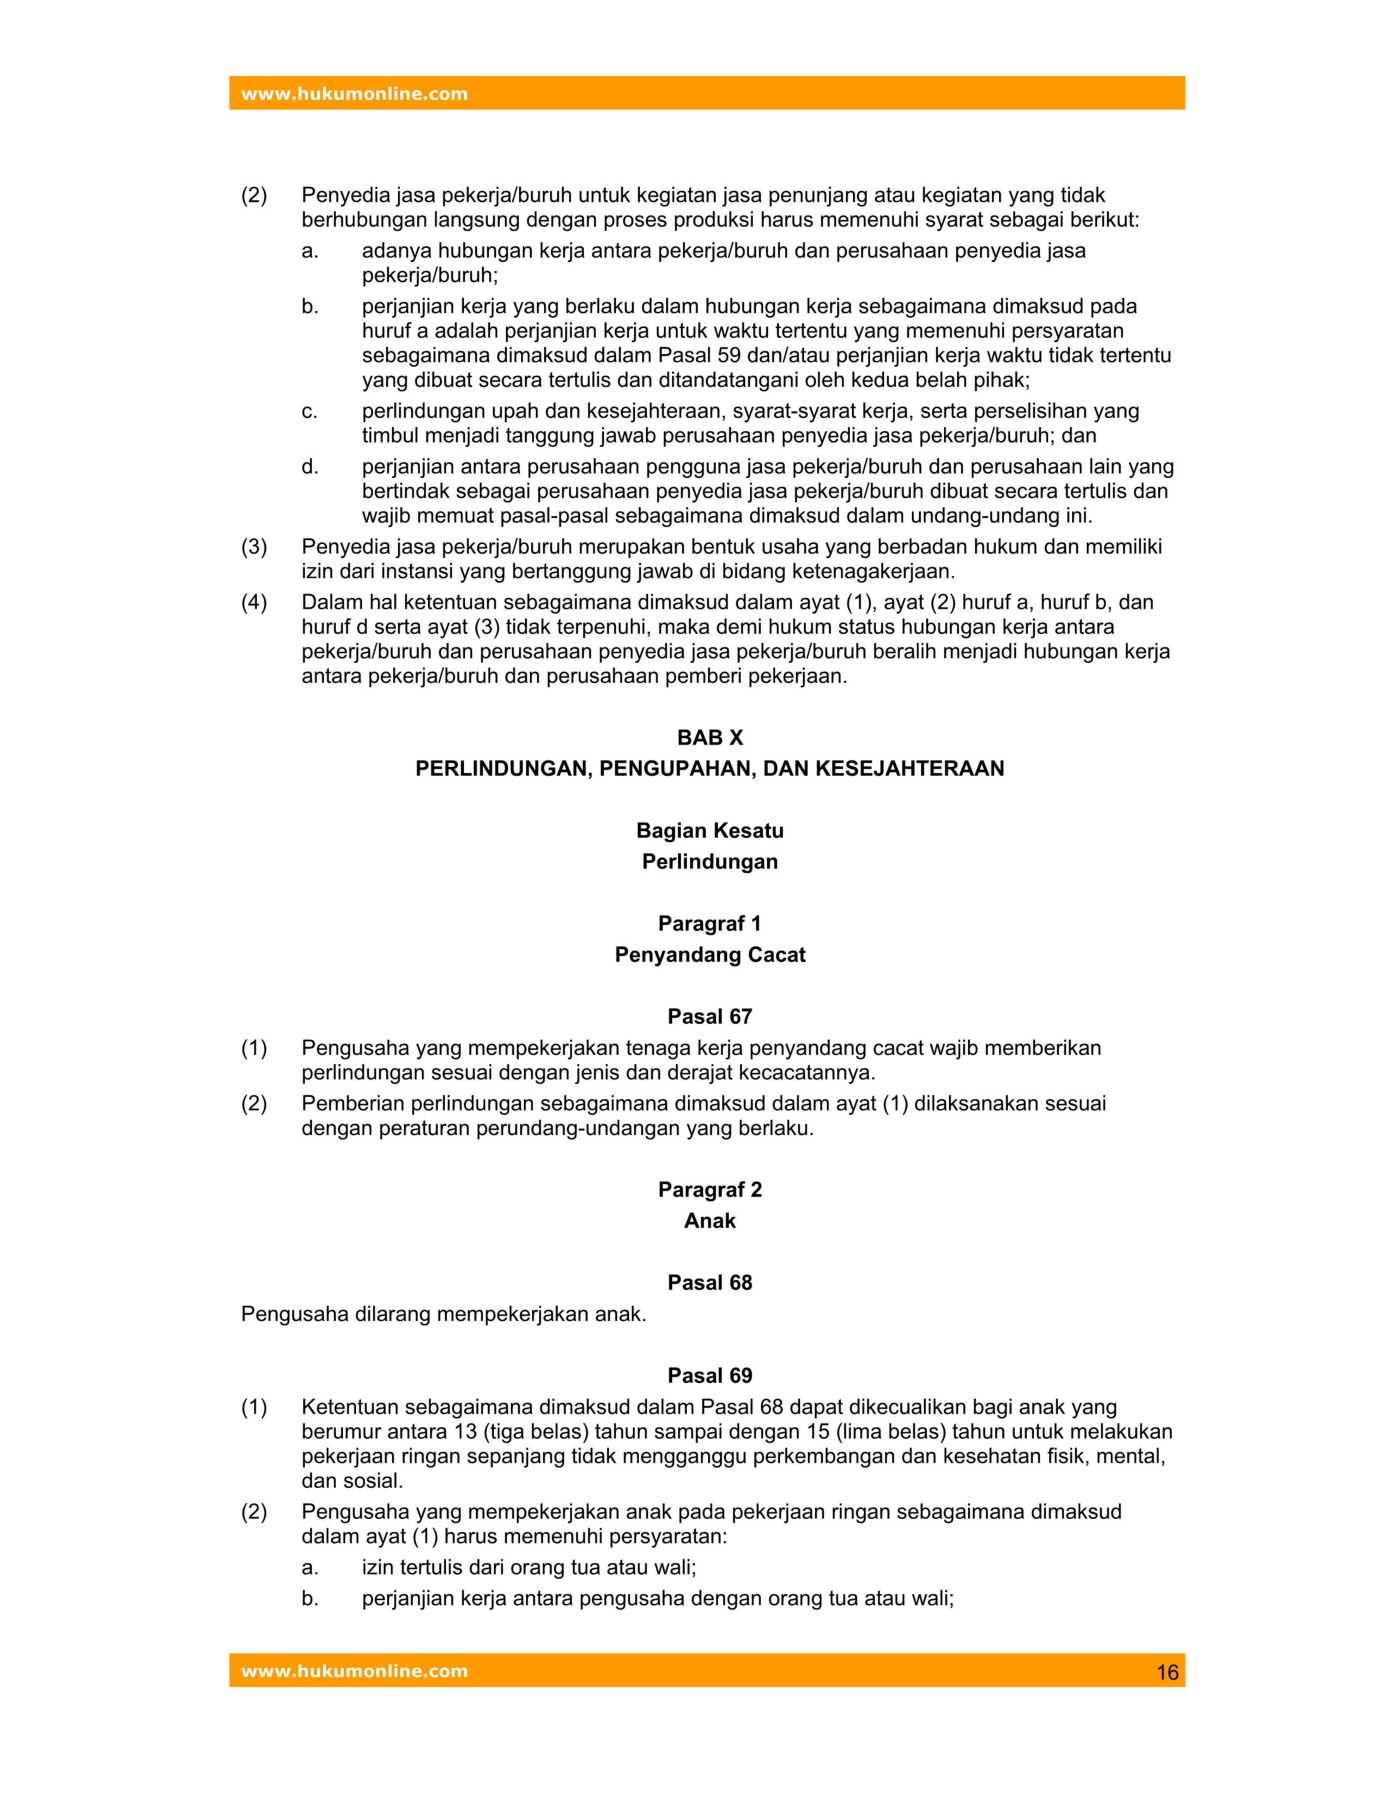 www.hukumonline.com
(2) Penyedia jasa pekerja/buruh untuk kegiatan jasa penunjang atau kegiatan yang tidak
berhubungan langsung dengan proses produksi harus memenuhi syarat sebagai berikut:
a. adanya hubungan kerja antara pekerja/buruh dan perusahaan penyedia jasa
pekerja/buruh;
b. perjanjian kerja yang berlaku dalam hubungan kerja sebagaimana dimaksud pada
huruf a adalah perjanjian kerja untuk waktu tertentu yang memenuhi persyaratan
sebagaimana dimaksud dalam Pasal 59 dan/atau perjanjian kerja waktu tidak tertentu
yang dibuat secara tertulis dan ditandatangani oleh kedua belah pihak;
c. perlindungan upah dan kesejahteraan, syarat-syarat kerja, serta perselisihan yang
timbul menjadi tanggung jawab perusahaan penyedia jasa pekerja/buruh; dan
d. perjanjian antara perusahaan pengguna jasa pekerja/buruh dan perusahaan lain yang
bertindak sebagai perusahaan penyedia jasa pekerja/buruh dibuat secara tertulis dan
wajib memuat pasal-pasal sebagaimana dimaksud dalam undang-undang ini.
(3) Penyedia jasa pekerja/buruh merupakan bentuk usaha yang berbadan hukum dan memiliki
izin dari instansi yang bertanggung jawab di bidang ketenagakerjaan.
(4) Dalam hal ketentuan sebagaimana dimaksud dalam ayat (1), ayat (2) huruf a, huruf b, dan
huruf d serta ayat (3) tidak terpenuhi, maka demi hukum status hubungan kerja antara
pekerja/buruh dan perusahaan penyedia jasa pekerja/buruh beralih menjadi hubungan kerja
antara pekerja/buruh dan perusahaan pemberi pekerjaan.
BAB X
PERLINDUNGAN, PENGUPAHAN, DAN KESEJAHTERAAN
Bagian Kesatu
Perlindungan
Paragraf 1
Penyandang Cacat
Pasal 67
(1) Pengusaha yang mempekerjakan tenaga kerja penyandang cacat wajib memberikan
perlindungan sesuai dengan jenis dan derajat kecacatannya.
(2) Pemberian perlindungan sebagaimana dimaksud dalam ayat (1) dilaksanakan sesuai
dengan peraturan perundang-undangan yang berlaku.
Paragraf 2
Anak
Pasal 68
Pengusaha dilarang mempekerjakan anak.
Pasal 69
(1) Ketentuan sebagaimana dimaksud dalam Pasal 68 dapat dikecualikan bagi anak yang
berumur antara 13 (tiga belas) tahun sampai dengan 15 (lima belas) tahun untuk melakukan
pekerjaan ringan sepanjang tidak mengganggu perkembangan dan kesehatan fisik, mental,
dan sosial.
(2) Pengusaha yang mempekerjakan anak pada pekerjaan ringan sebagaimana dimaksud
dalam ayat (1) harus memenuhi persyaratan:
a. izin tertulis dari orang tua atau wali;
b. perjanjian kerja antara pengusaha dengan orang tua atau wali;
www.hukumonline.com 16